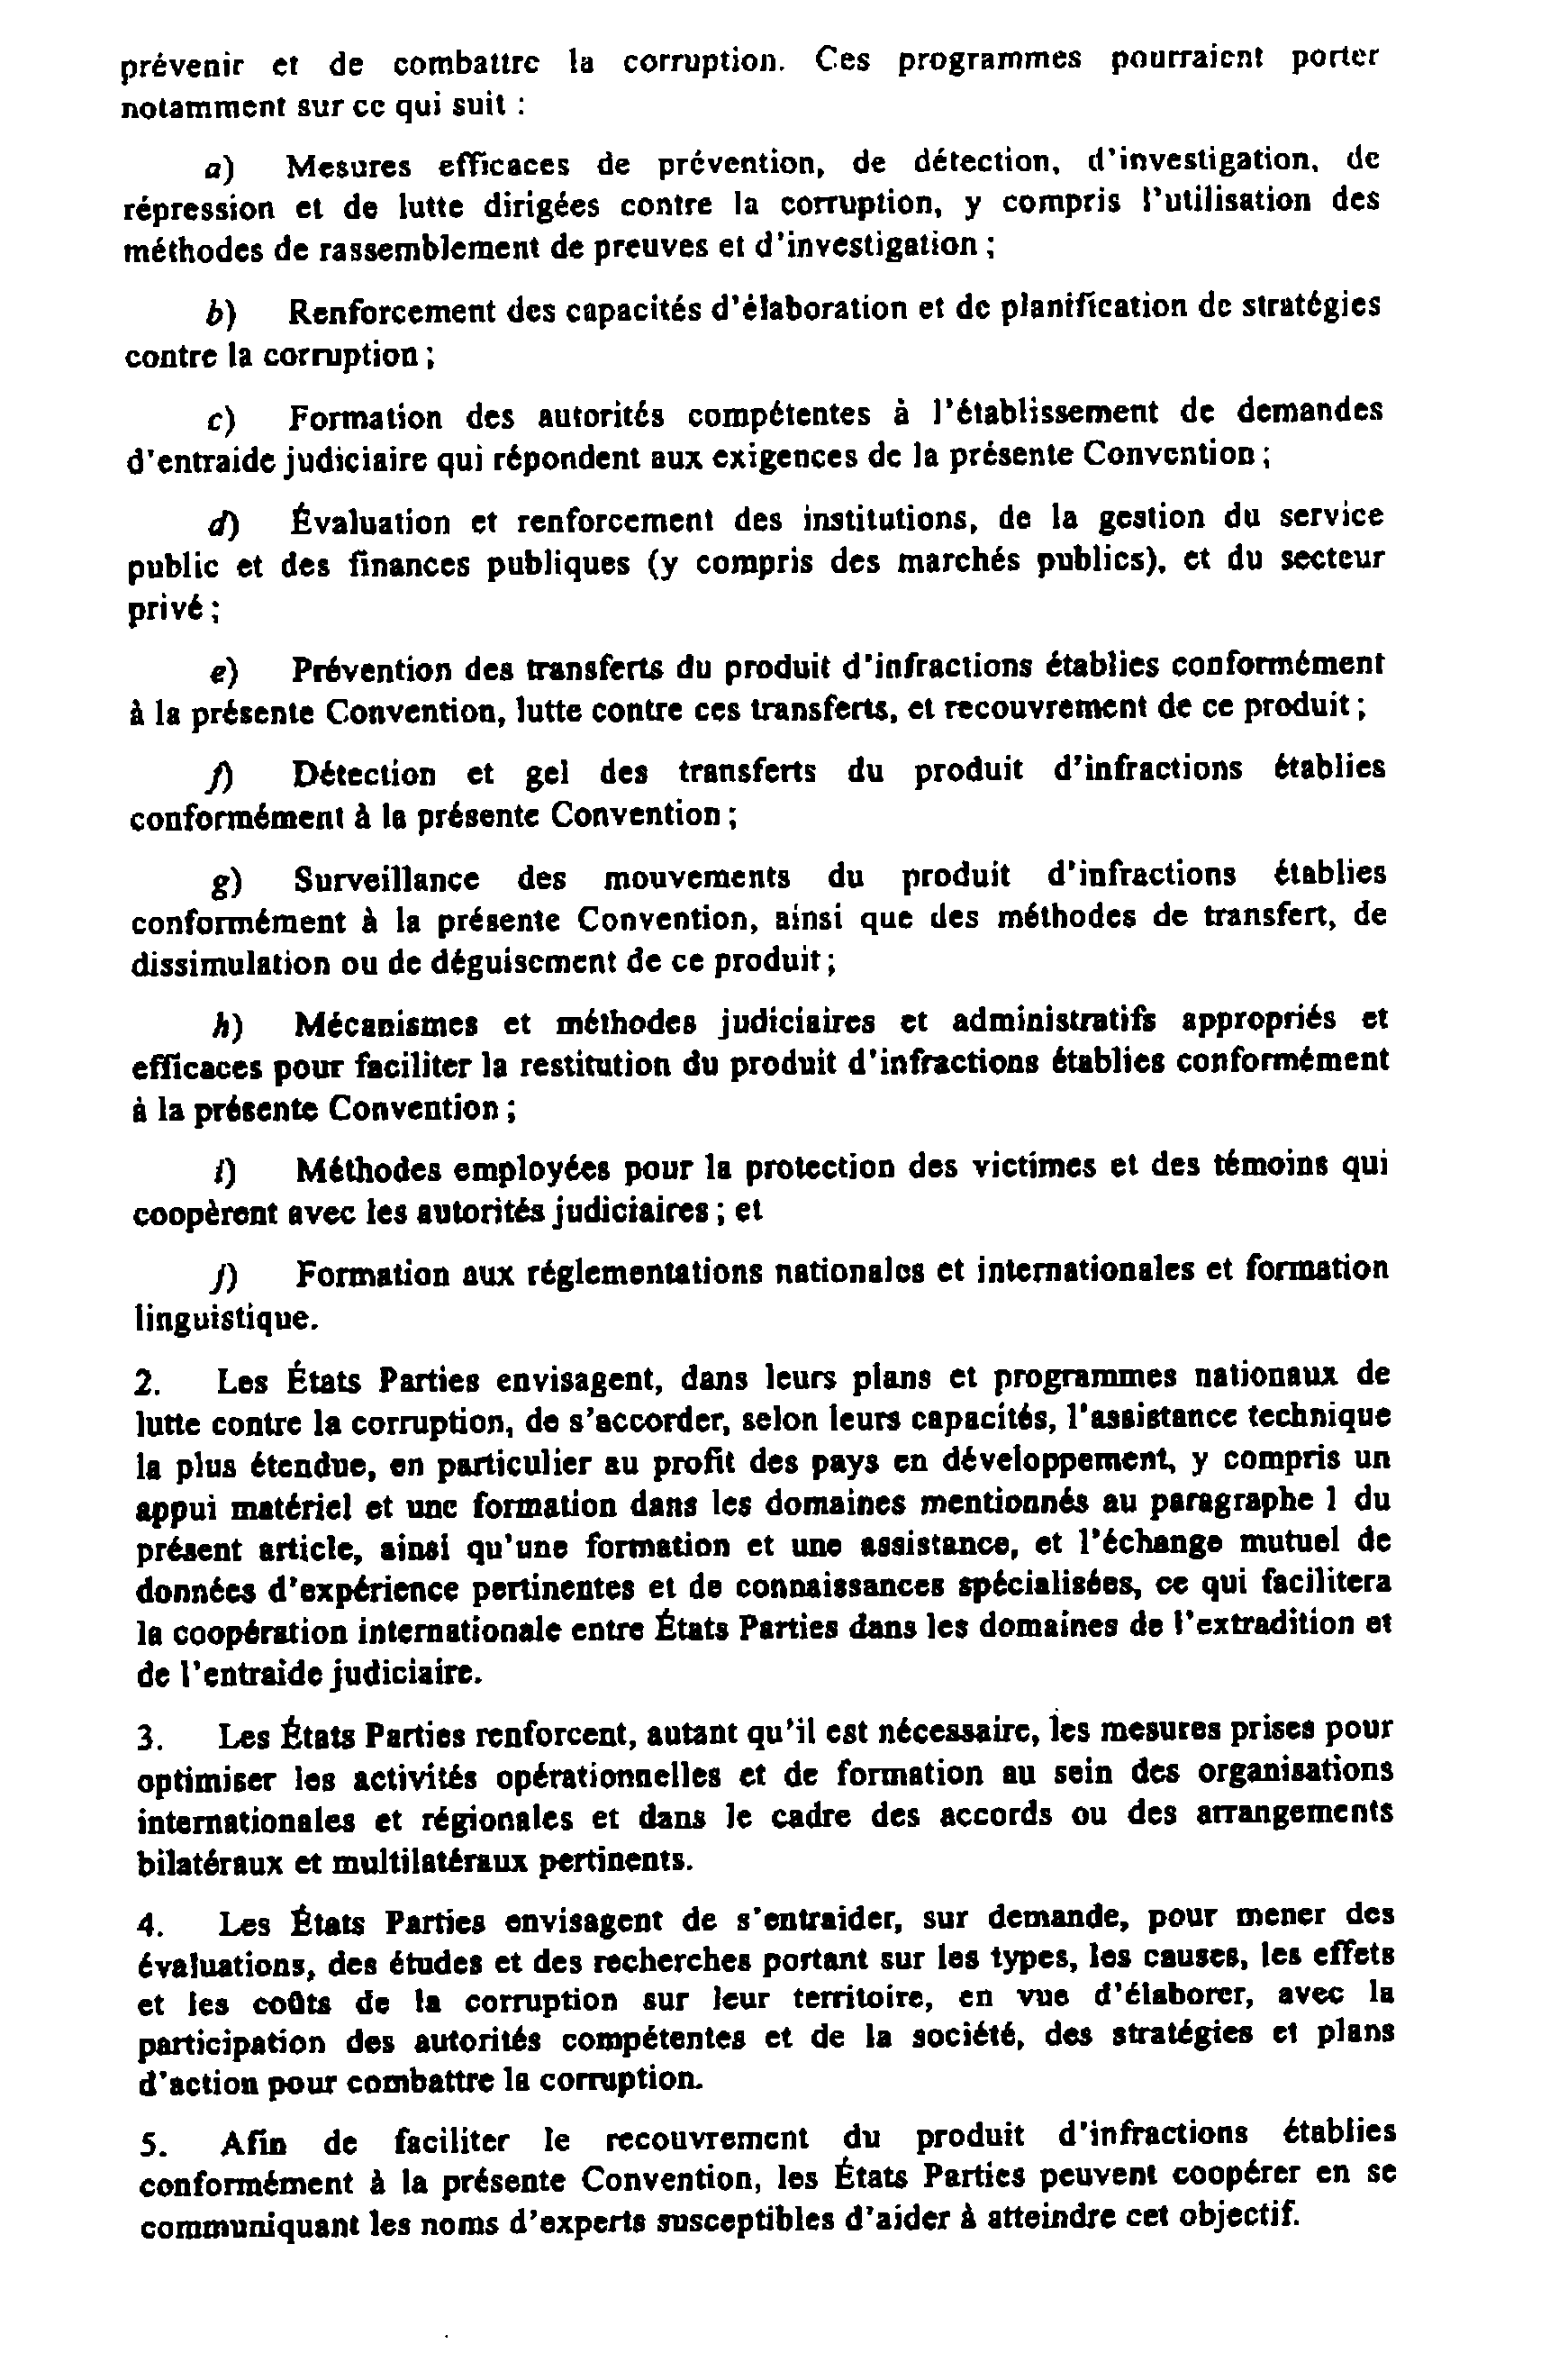 prévenir et de combattre la corruption. Ces programmes pourraient porter
notamment sur ce qui suit :
a) Mesures efficaces de prévention, de détection, d'investigation, de
répression et de lutte dirigées contre la corruption, y compris l'utilisation des
méthodes de rassemblement de preuves et d'investigation ;
b) Renforcement des capacités d'élaboration et de planification de stratégies
contre la corruption ;
c) Formation des autorités compétentes à l'établissement de demandes
d'entraide judiciaire qui répondent aux exigences de la présente Convention ;
d) Évaluation et renforcement des institutions, de la gestion du service
public et des finances publiques (y compris des marchés publics), et du secteur
privé ;
e) Prévention des transferts du produit d'infractions établies conformément
à la présente Convention, lutte contre ces transferts, et recouvrement de ce produit ;
f) Détection et gel des transferts du produit d'infractions établies
conformément à la présente Convention ;
g) Surveillance des mouvements du produit d'infractions établies
conformément à la présente Convention, ainsi que des méthodes de transfert, de
dissimulation ou de déguisement de ce produit ;
h) Mécanismes et méthodes judiciaires et administratifs appropriés et
efficaces pour faciliter la restitution du produit d'infractions établies conformément
à la présente Convention ;
i) Méthodes employées pour la protection des victimes et des témoins qui
coopèrent avec les autorités judiciaires ; et
j) Formation aux réglementations nationales et internationales et formation
linguistique.
2. Les États Parties envisagent, dans leurs plans et programmes nationaux de
lutte contre la corruption, de s'accorder, selon leurs capacités, l'assistance technique
la plus étendue, en particulier au profit des pays en développement, y compris un
appui matériel et une formation dans les domaines mentionnés au paragraphe 1 du
présent article, ainsi qu'une formation et une assistance, et l'échange mutuel de
données d'expérience pertinentes et de connaissances spécialisées, ce qui facilitera
la coopération internationale entre États Parties dans les domaines de l'extradition et
de l'entraide judiciaire.
3. Les États Parties renforcent, autant qu'il est nécessaire, les mesures prises pour
optimiser les activités opérationnelles et de formation au sein des organisations
internationales et régionales et dans le cadre des accords ou des arrangements
bilatéraux et multilatéraux pertinents.
4. Les États Parties envisagent de s'entraider, sur demande, pour mener des
évaluations, des études et des recherches portant sur les types, les causes, les effets
et les coûts de la corruption sur leur territoire, en vue d'élaborer, avec la
participation des autorités compétentes et de la société, des stratégies et plans
d'action pour combattre la corruption.
5. Afin de faciliter le recouvrement du produit d'infractions établies
conformément à la présente Convention, les États Parties peuvent coopérer en se
communiquant les noms d'experts susceptibles d'aider à atteindre cet objectif.